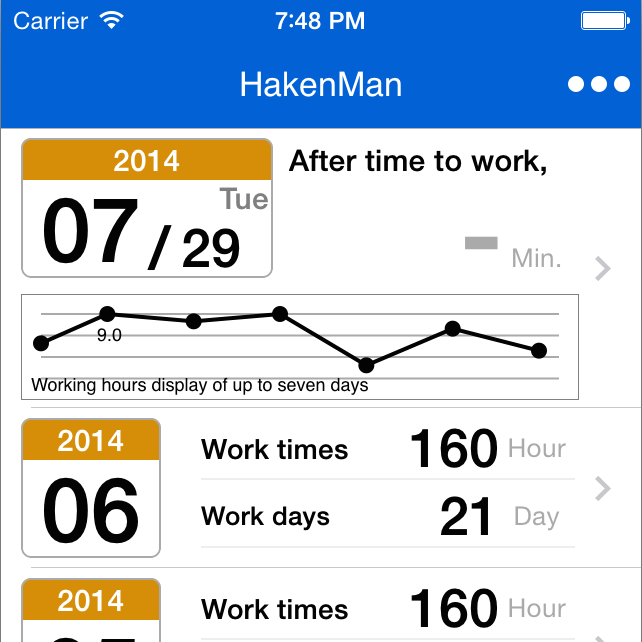 Carrier 7:48 PM
HakenMan
2014
After time to work,
Tue
07 / 29
- Min.
9.0
Working hours display of up to seven days
2014
06
Work times 160 Hour
Work days 21 Day
2014
Work times 160 Hour